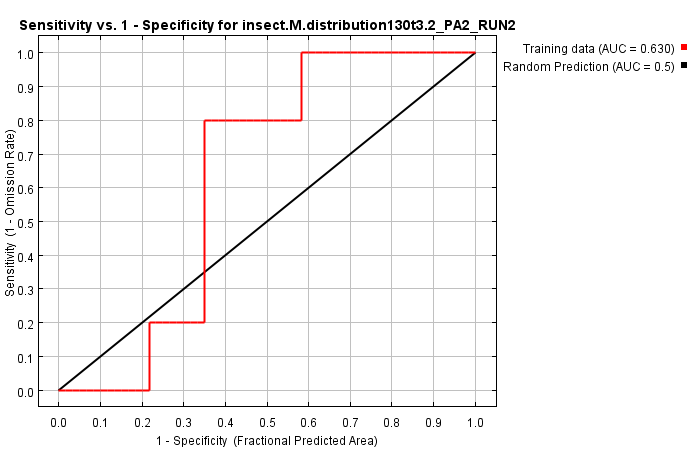 Sensitivity vs. 1 - Specificity for insect.M.distribution130t3.2_PA2_RUN2
Training data (AUC = 0.630)
Random Prediction (AUC = 0.5)
Sensitivity (1 - Omission Rate)
1.0
0.9
0.8
0.7
0.6
0.5
0.4
0.3
0.2
0.1
0.0
0.0 0.1 0.2 0.3 0.4 0.5 0.6 0.7 0.8 0.9 1.0
1 - Specificity (Fractional Predicted Area)